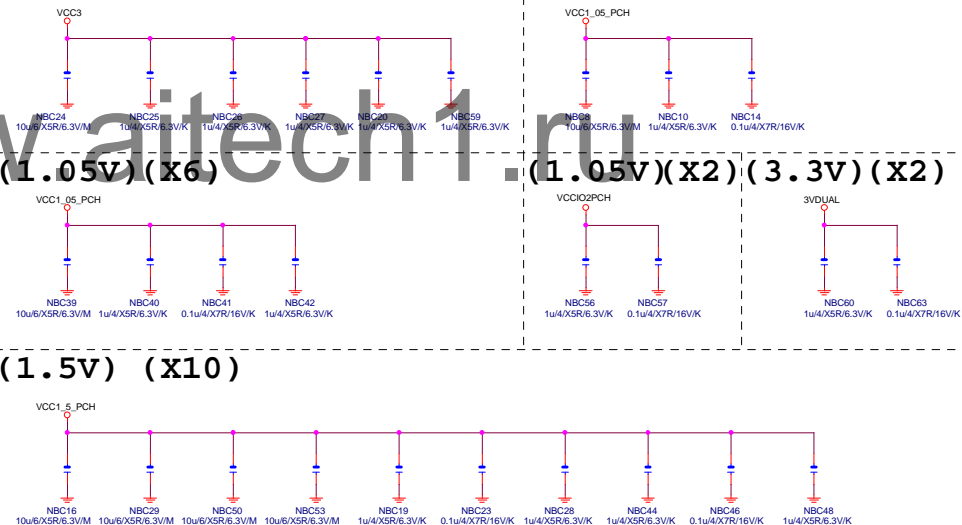 VCC3
VCC1_05_PCH
NBC24
10u/6/X5R/6.3V/M
NBC25
1u/4/X5R/6.3V/K
NBC26
1u/4/X5R/6.3V/K
NBC27
1u/4/X5R/6.3V/K
NBC20
1u/4/X5R/6.3V/K
NBC59
1u/4/X5R/6.3V/K
NBC8
10u/6/X5R/6.3V/M
NBC10
1u/4/X5R/6.3V/K
NBC14
0.1u/4/X7R/16V/K
w.aitech1.ru
(1.05V)(X6)
(1.05V)(X2)
(3.3V)(X2)
VCC1_05_PCH
VCCIO2PCH
3VDUAL
NBC39
10u/6/X5R/6.3V/M
NBC40
1u/4/X5R/6.3V/K
NBC41
0.1u/4/X7R/16V/K
NBC42
1u/4/X5R/6.3V/K
NBC56
1u/4/X5R/6.3V/K
NBC57
0.1u/4/X7R/16V/K
NBC60
1u/4/X5R/6.3V/K
NBC63
0.1u/4/X7R/16V/K
(1.5V) (X10)
VCC1_5_PCH
NBC16
10u/6/X5R/6.3V/M
NBC29
10u/6/X5R/6.3V/M
NBC50
10u/6/X5R/6.3V/M
NBC53
10u/6/X5R/6.3V/M
NBC19
1u/4/X5R/6.3V/K
NBC23
0.1u/4/X7R/16V/K
NBC28
1u/4/X5R/6.3V/K
NBC44
1u/4/X5R/6.3V/K
NBC46
0.1u/4/X7R/16V/K
NBC48
1u/4/X5R/6.3V/K